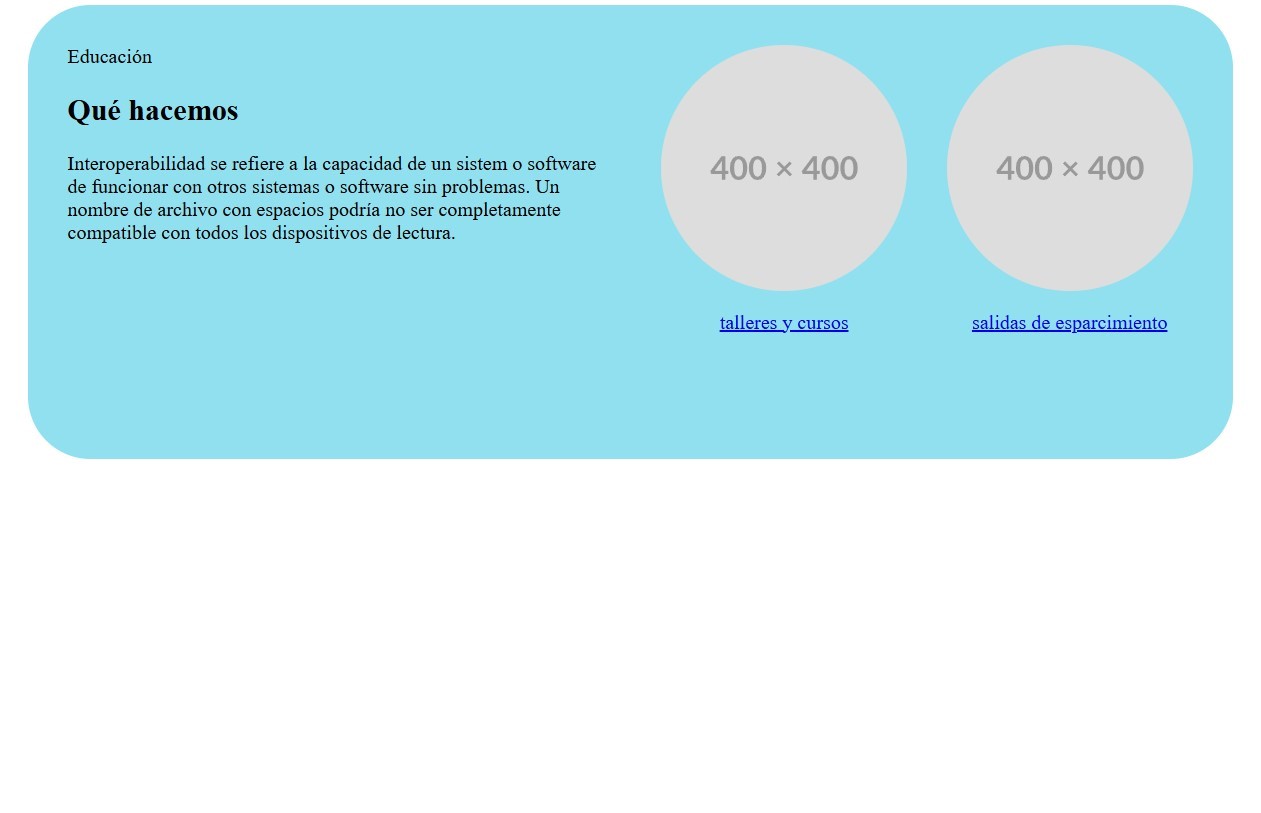 Educación
Qué hacemos
Interoperabilidad se refiere a la capacidad de un sistem o software
de funcionar con otros sistemas o software sin problemas. Un
nombre de archivo con espacios podría no ser completamente
compatible con todos los dispositivos de lectura.
400 × 400
talleres y cursos
400 × 400
salidas de esparcimiento